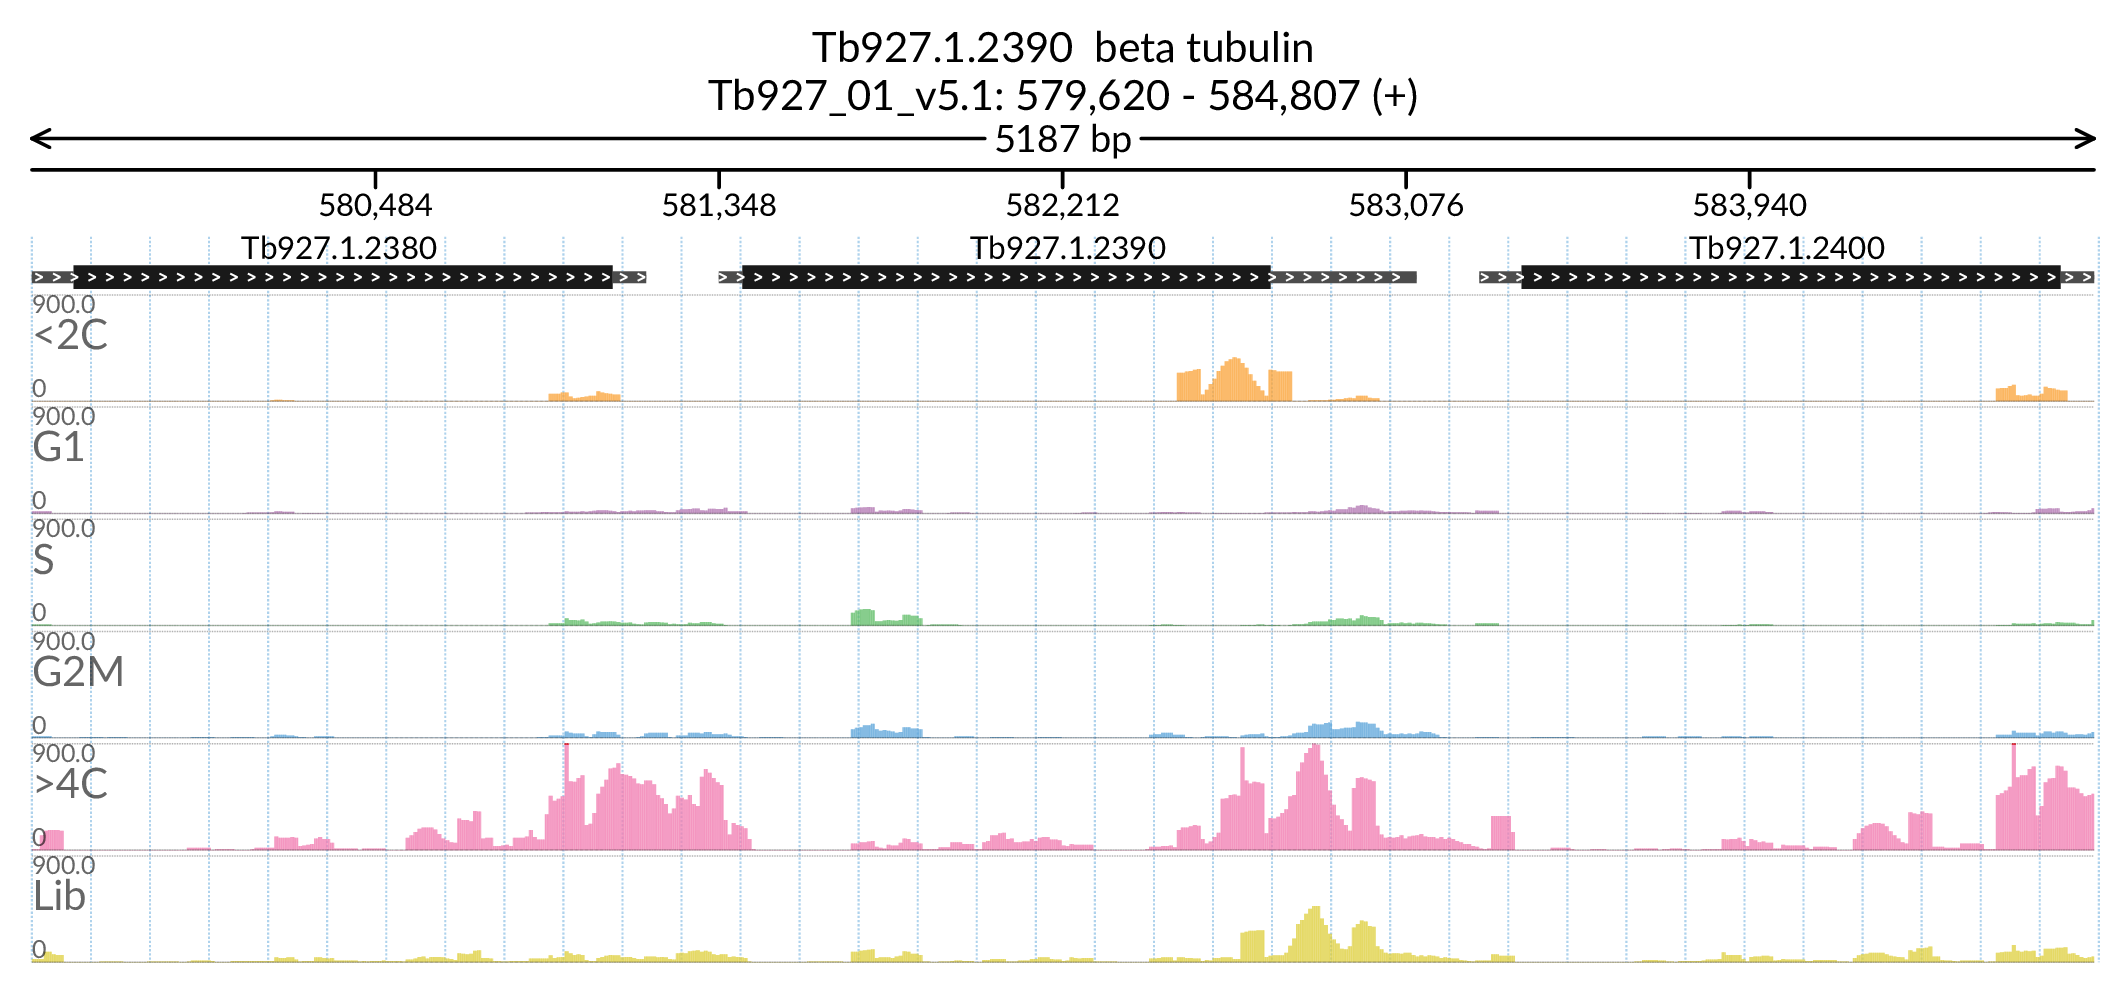 Tb927.1.2390  beta tubulin
Tb927_01_v5.1: 579,620 - 584,807 (+)
5187 bp
580,484 581,348 582,212 583,076 583,940
Tb927.1.2380 Tb927.1.2390 Tb927.1.2400
900.0
<2C
0
900.0
G1
0
900.0
S
0
900.0
G2M
0
900.0
>4C
0
900.0
Lib
0